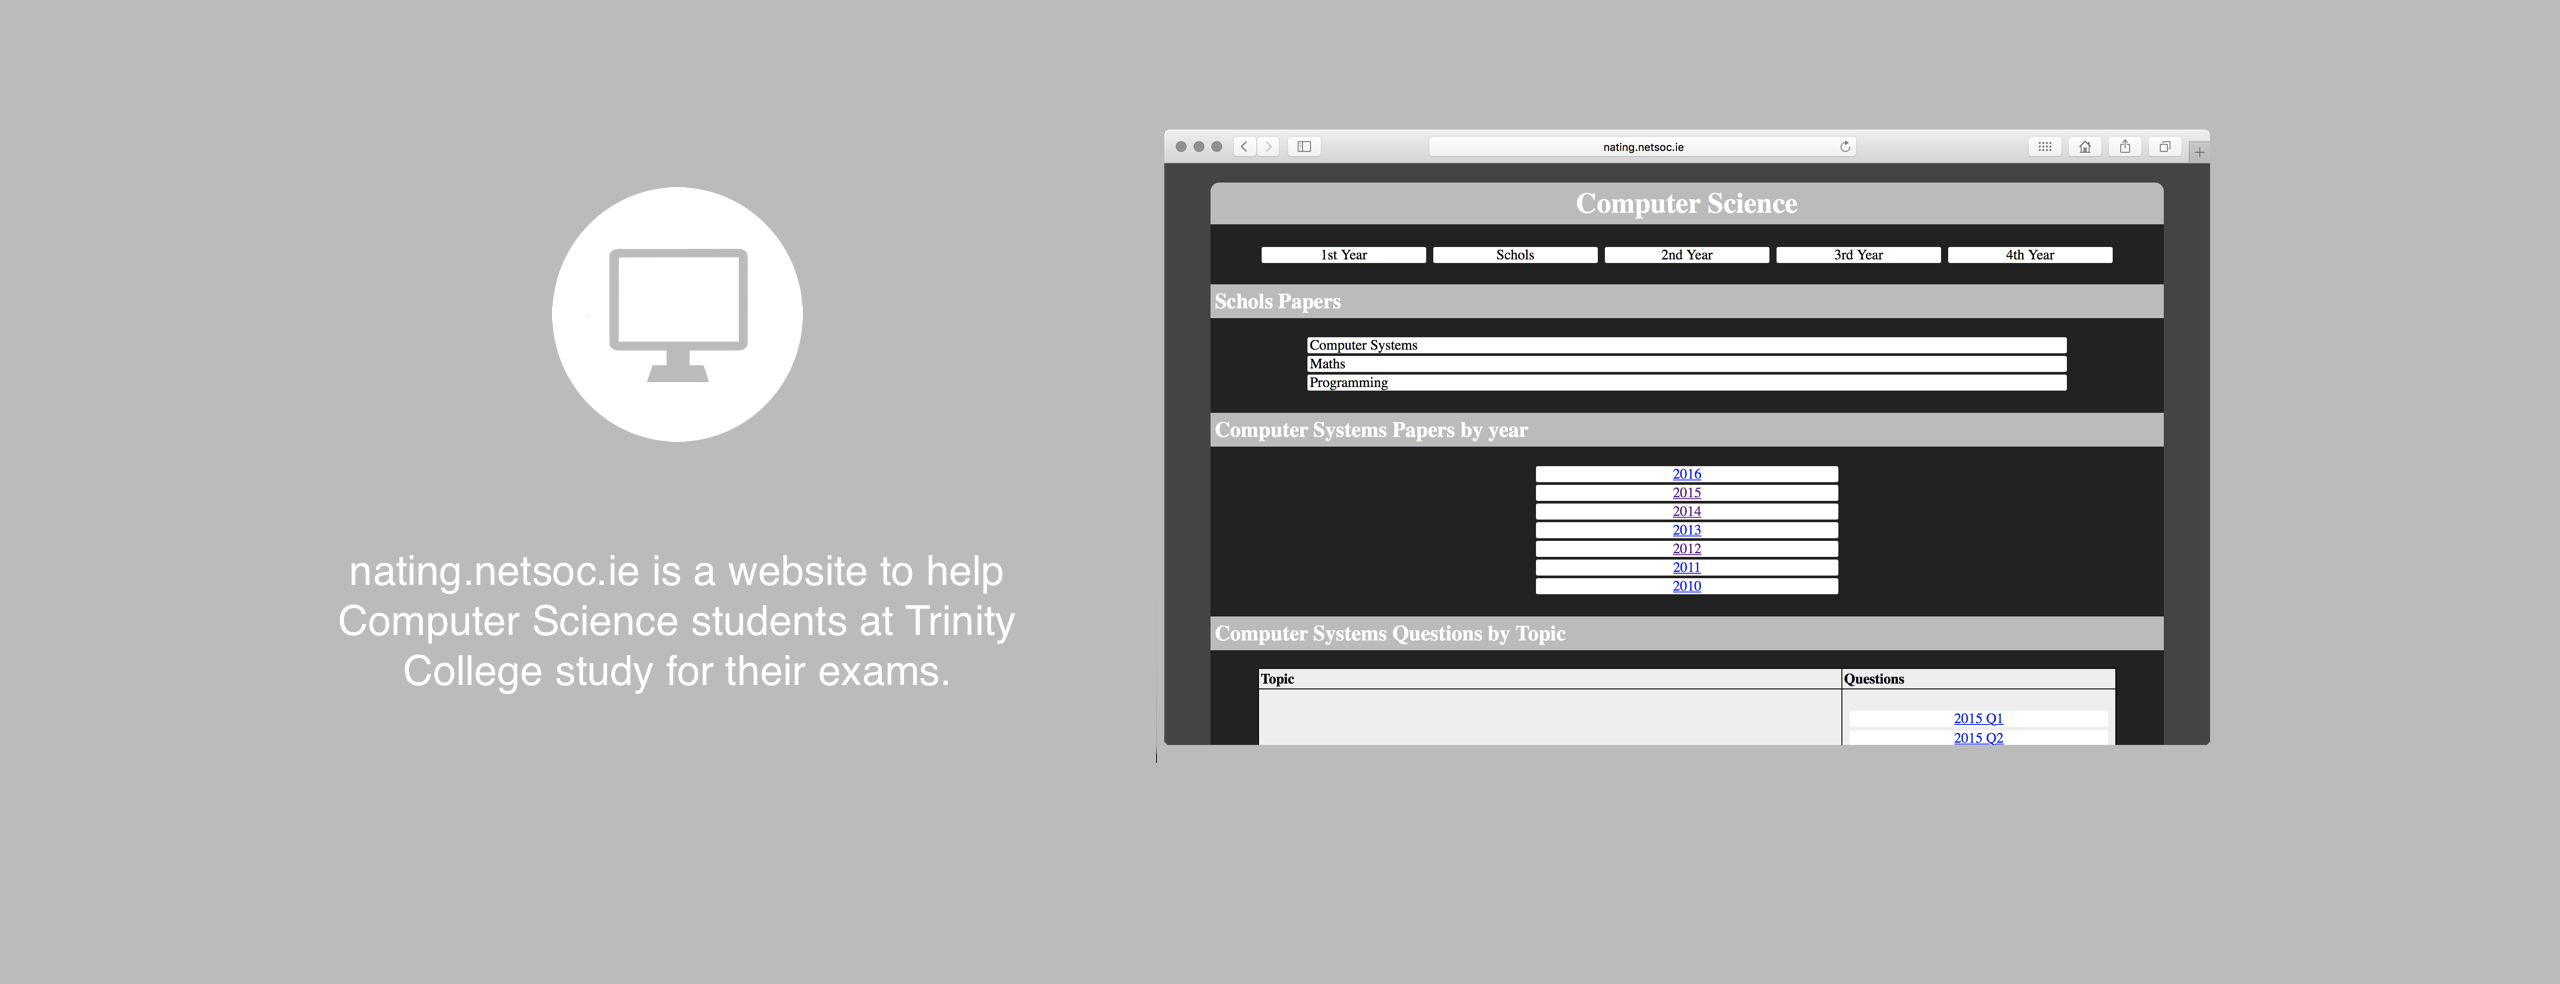 nating.netsoc.ie is a website to help
Computer Science students at Trinity
College study for their exams.
nating.netsoc.ie
Computer Science
1st Year
Schols
2nd Year
3rd Year
4th Year
Schols Papers
Computer Systems
Maths
Programming
Computer Systems Papers by year
2016
2015
2014
2013
2012
2011
2010
Computer Systems Questions by Topic
Topic
Questions
2015 Q1
2015 Q2